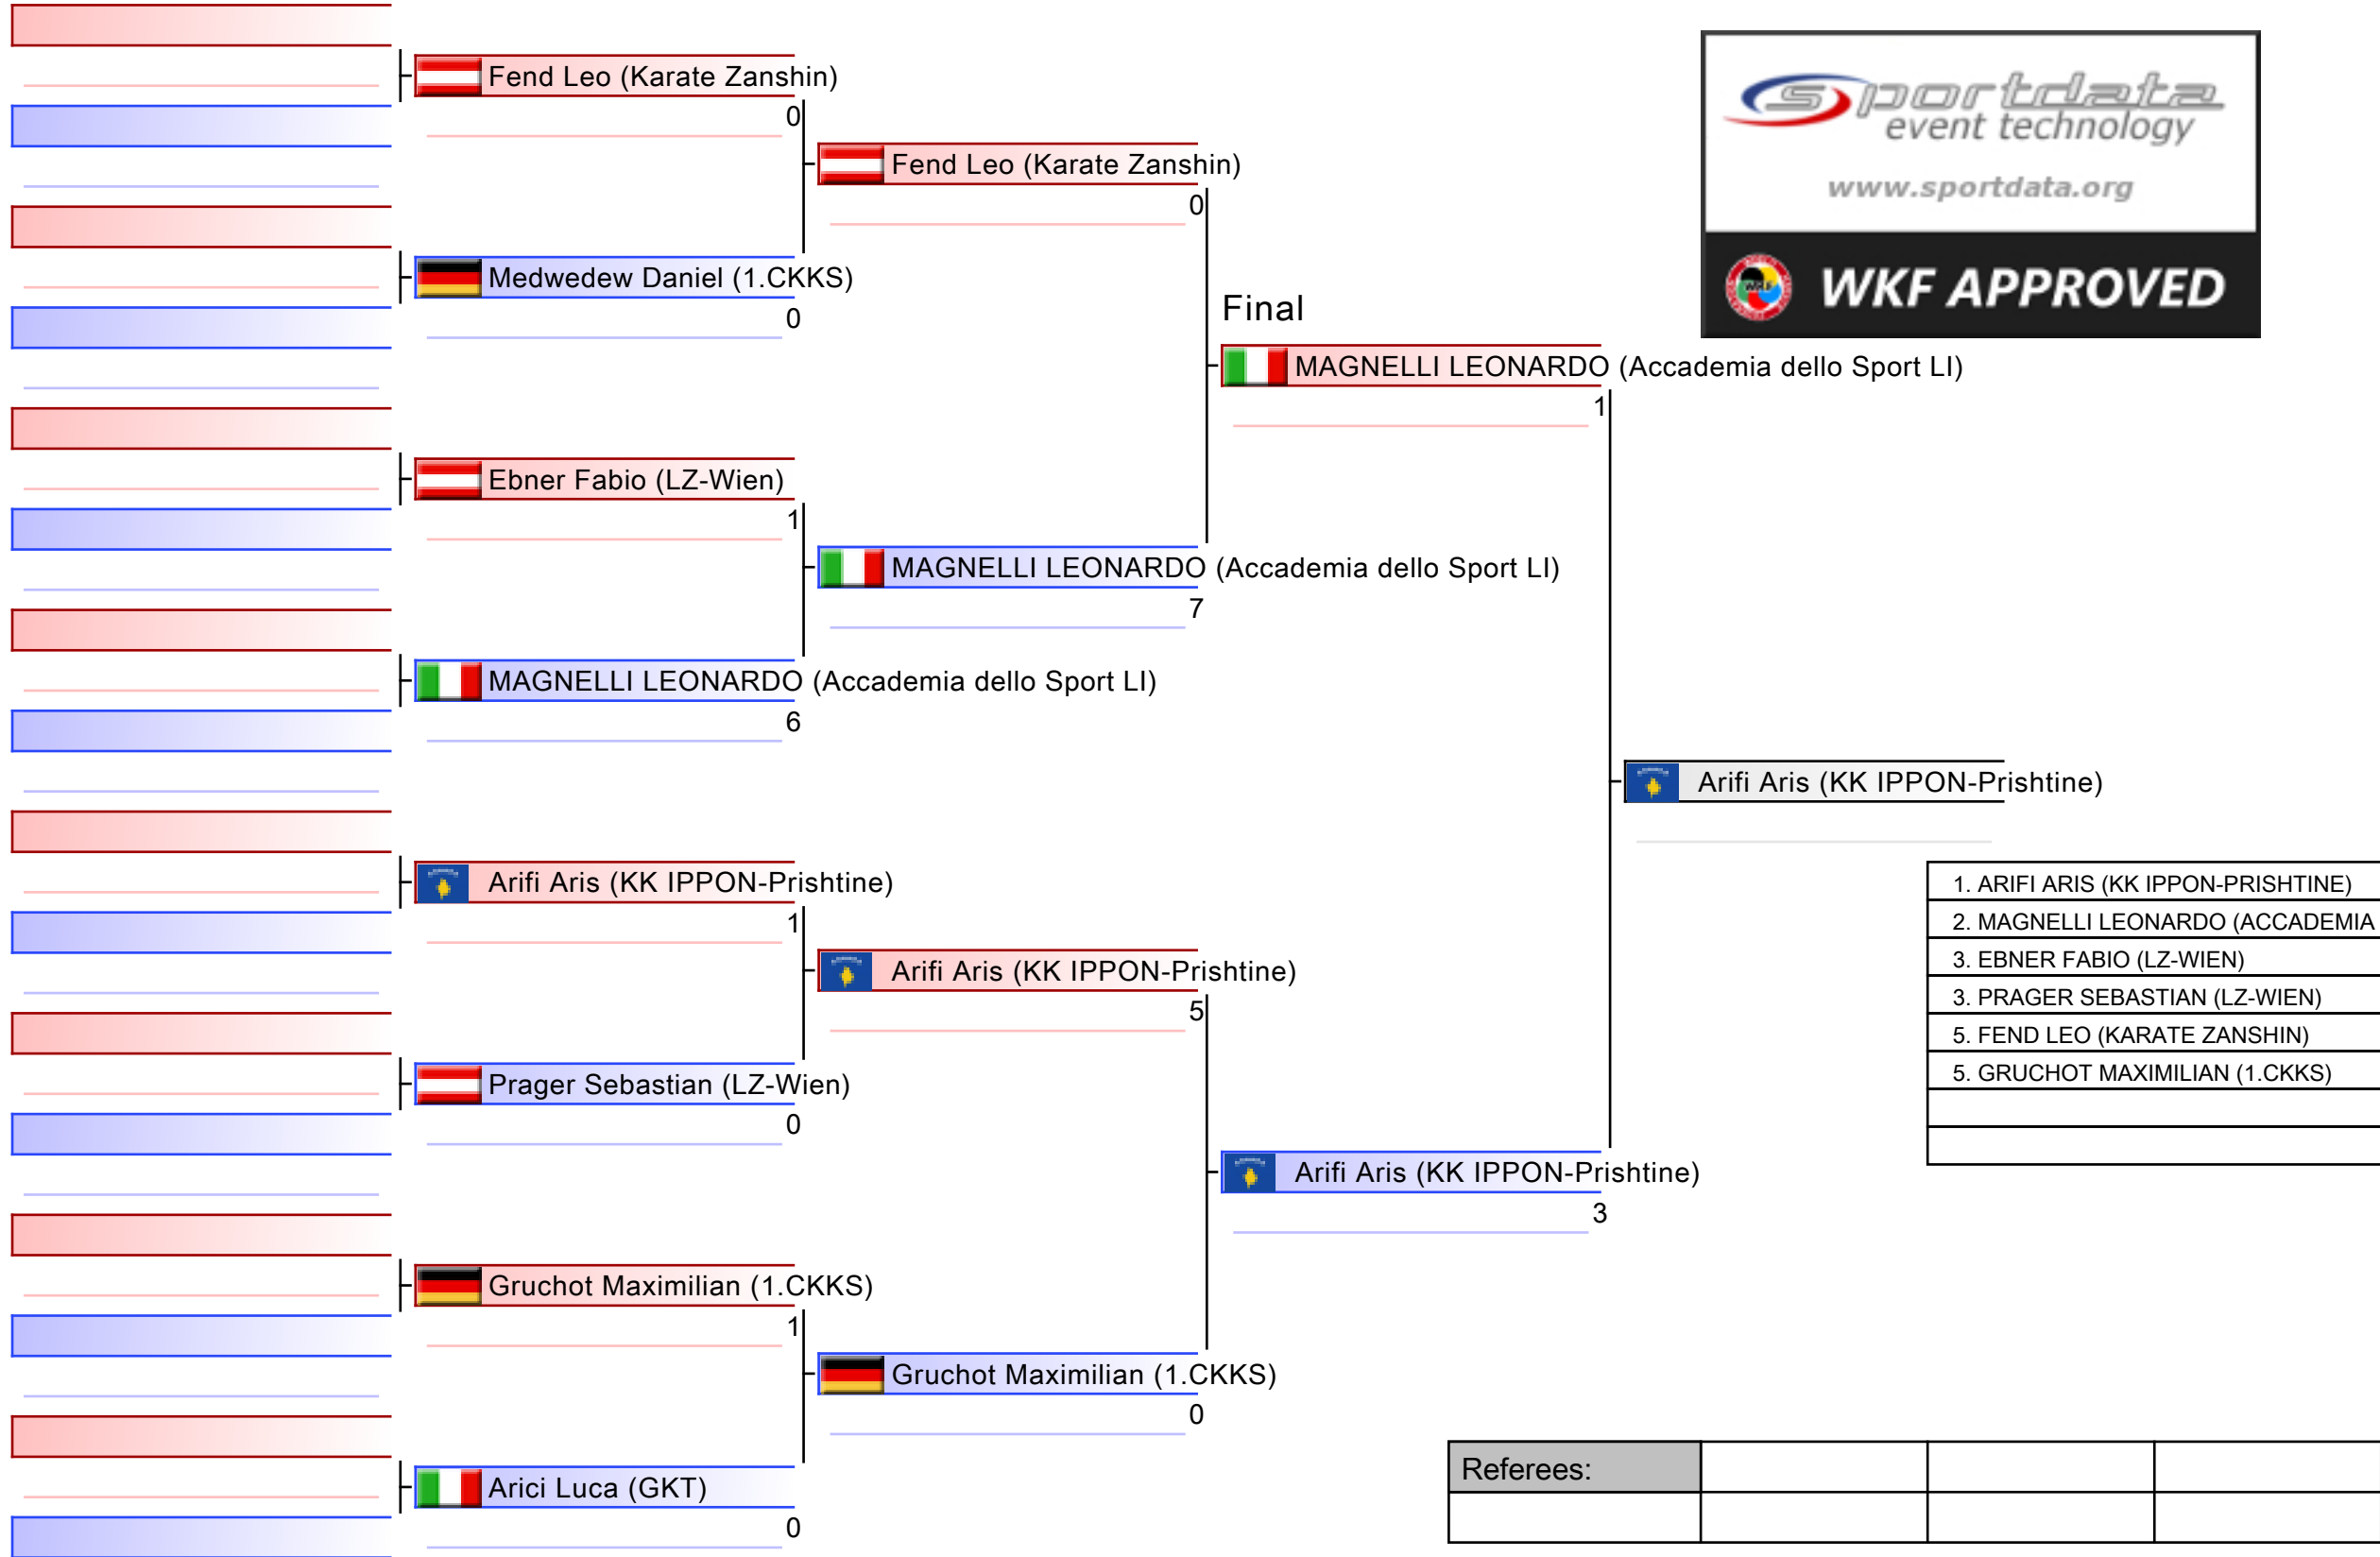 Fend Leo (Karate Zanshin)
0
Medwedew Daniel (1.CKKS)
0
Ebner Fabio (LZ-Wien)
1
MAGNELLI LEONARDO (Accademia dello Sport LI)
6
Arifi Aris (KK IPPON-Prishtine)
1
Prager Sebastian (LZ-Wien)
0
Gruchot Maximilian (1.CKKS)
1
Arici Luca (GKT)
0
Fend Leo (Karate Zanshin)
0
MAGNELLI LEONARDO (Accademia dello Sport LI)
7
Arifi Aris (KK IPPON-Prishtine)
5
Gruchot Maximilian (1.CKKS)
0
Final
MAGNELLI LEONARDO (Accademia dello Sport LI)
1
Arifi Aris (KK IPPON-Prishtine)
3
Arifi Aris (KK IPPON-Prishtine)
sportdata
event technology
www.sportdata.org
WKF APPROVED
1. ARIFI ARIS (KK IPPON-PRISHTINE)
2. MAGNELLI LEONARDO (ACCADEMIA
3. EBNER FABIO (LZ-WIEN)
3. PRAGER SEBASTIAN (LZ-WIEN)
5. FEND LEO (KARATE ZANSHIN)
5. GRUCHOT MAXIMILIAN (1.CKKS)
Referees: